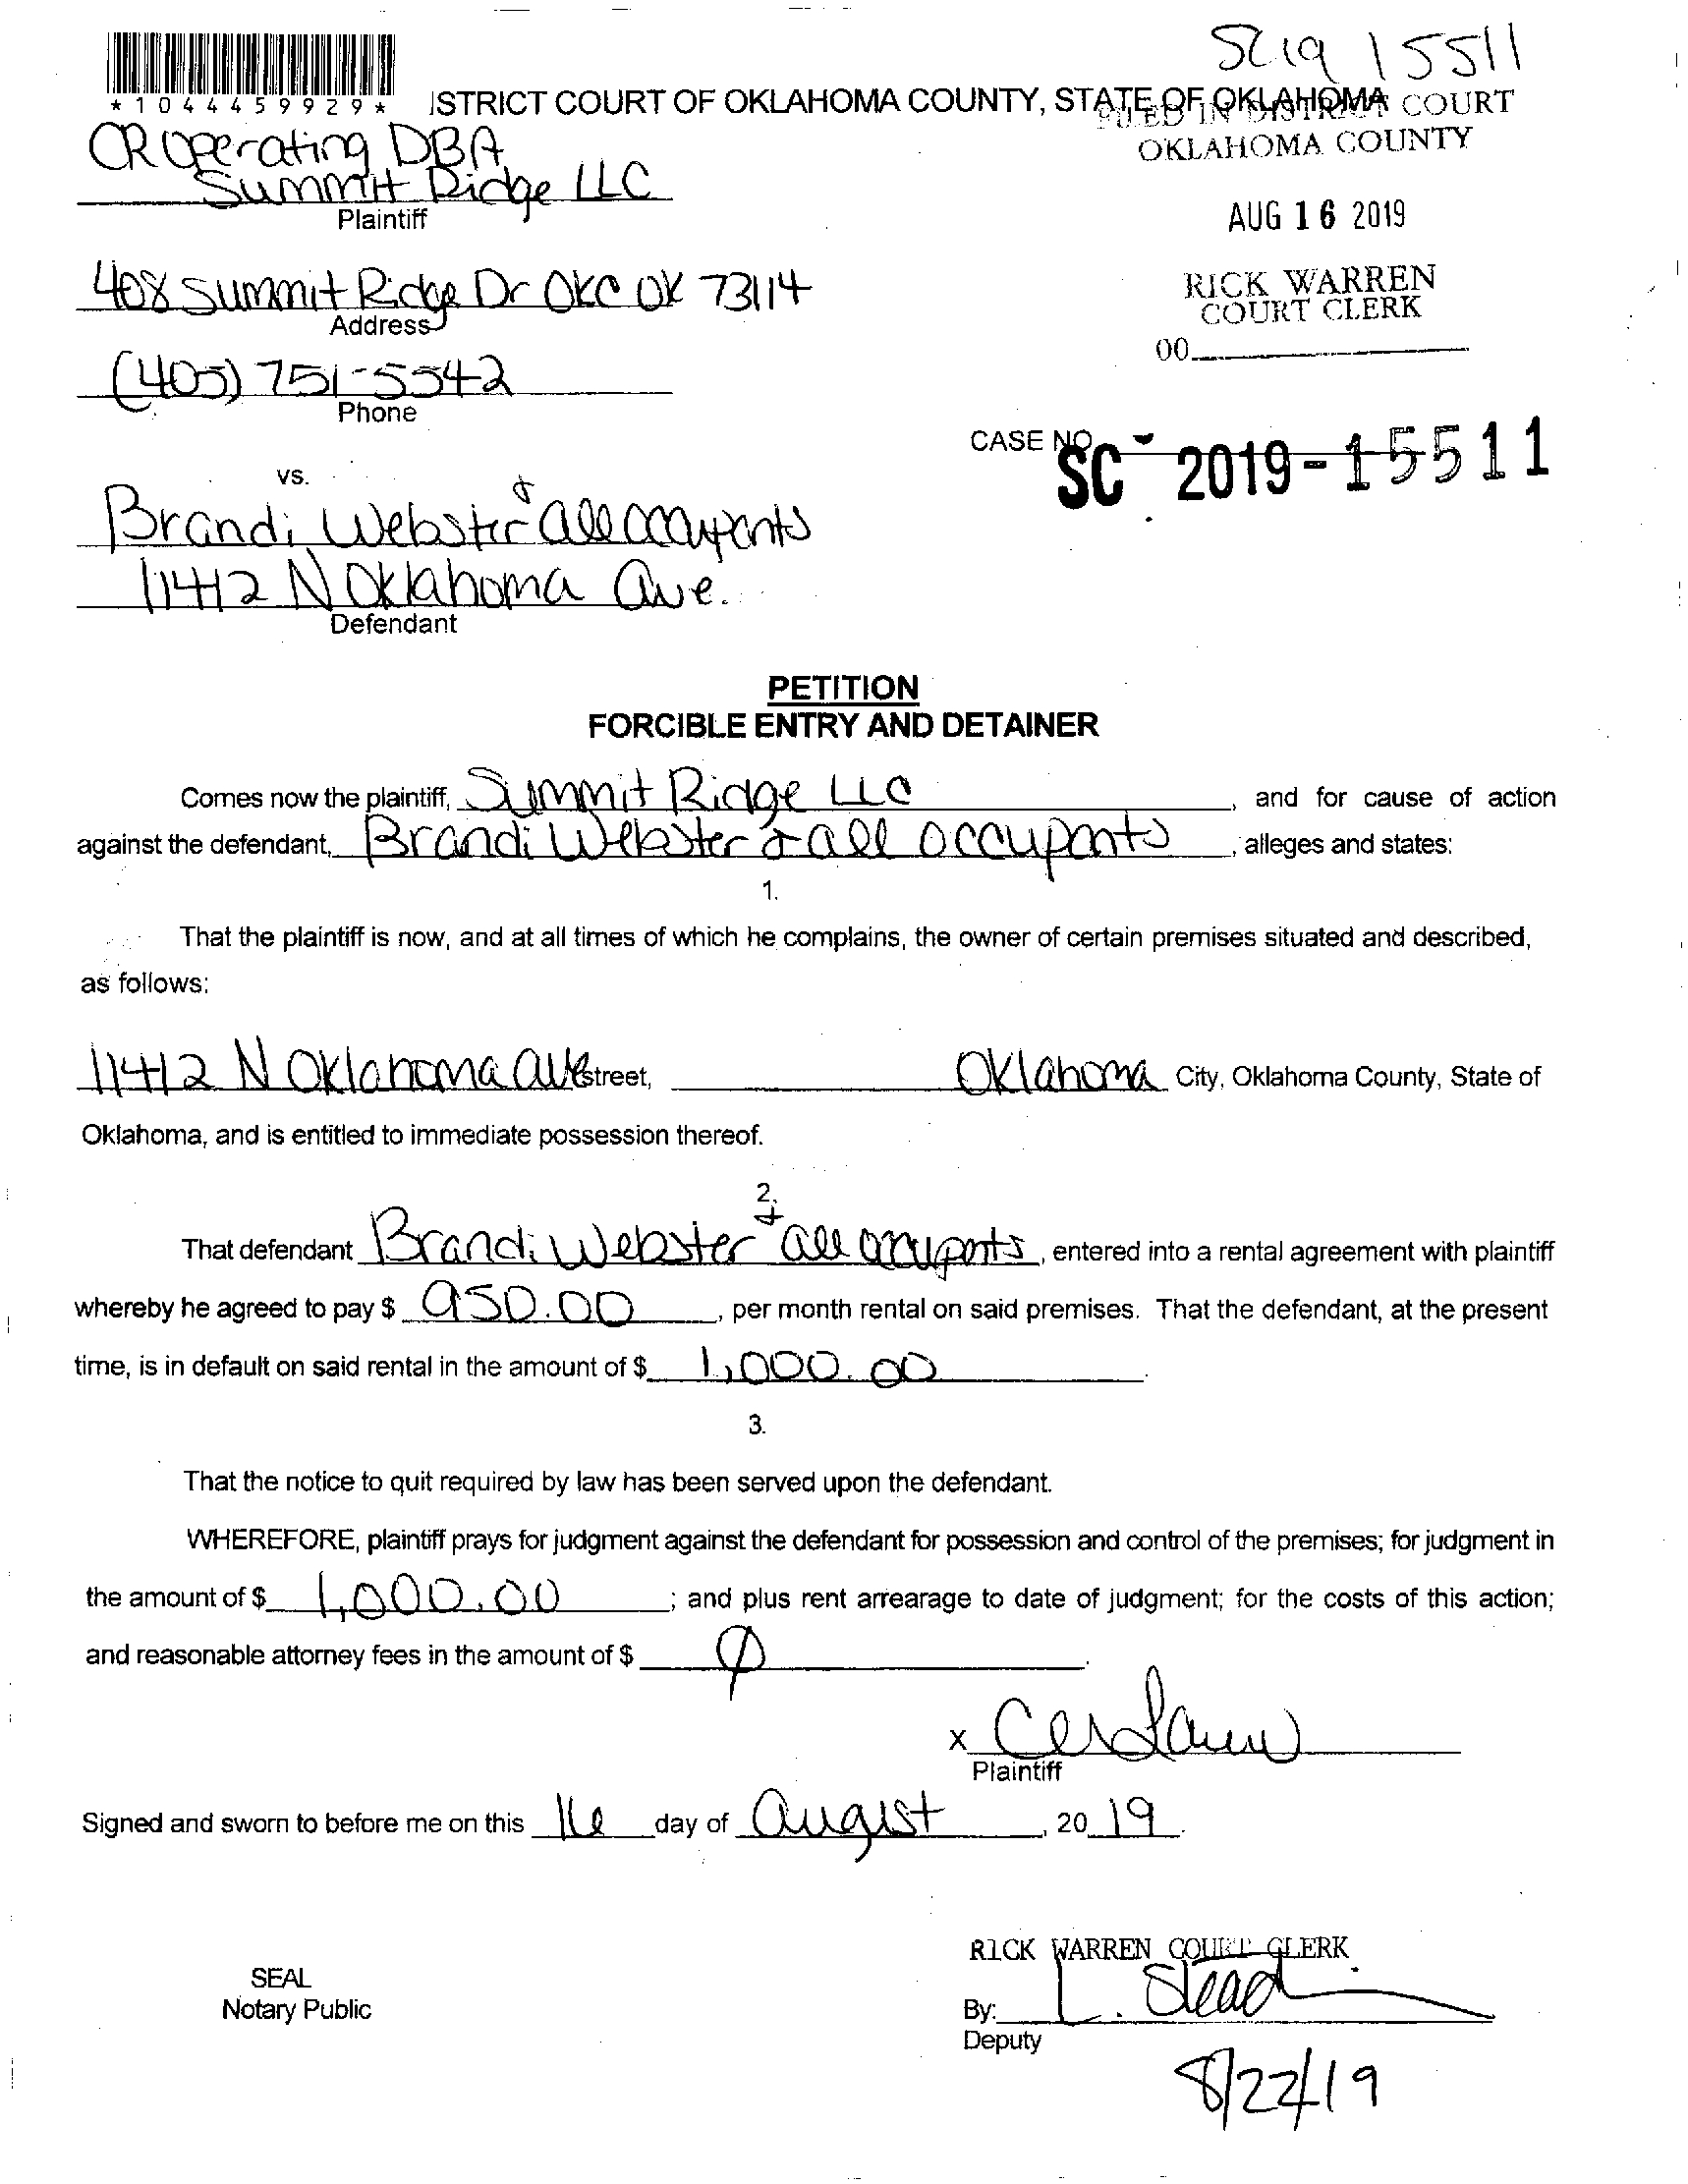 SC19 15511
*1044459929* ISTRICT COURT OF OKLAHOMA COUNTY, STATE OF OKLAHOMA
FILED IN DISTRICT COURT
OKLAHOMA COUNTY
CR Operating DBA
Summit Ridge LLC
Plaintiff
AUG 16 2019
408 Summit Ridge Dr OKC OK 73114
Address
RICK WARREN
COURT CLERK
00
(405) 751-5542
Phone
CASE NO. SC - 2019 - 15511
vs.
Brandi Webster & all occupants
11412 N Oklahoma Ave.
Defendant
PETITION
FORCIBLE ENTRY AND DETAINER
Comes now the plaintiff, Summit Ridge LLC, and for cause of action
against the defendant, Brandi Webster & all occupants, alleges and states:
1.
That the plaintiff is now, and at all times of which he complains, the owner of certain premises situated and described,
as follows:
11412 N Oklahoma Ave Street, Oklahoma City, Oklahoma County, State of
Oklahoma, and is entitled to immediate possession thereof.
2.
That defendant Brandi Webster & all occupants, entered into a rental agreement with plaintiff
whereby he agreed to pay $ 950.00, per month rental on said premises. That the defendant, at the present
time, is in default on said rental in the amount of $ 1,000.00.
3.
That the notice to quit required by law has been served upon the defendant.
WHEREFORE, plaintiff prays for judgment against the defendant for possession and control of the premises; for judgment in
the amount of $ 1,000.00; and plus rent arrearage to date of judgment; for the costs of this action;
and reasonable attorney fees in the amount of $ 0.
X
Plaintiff
Signed and sworn to before me on this 16 day of August, 2019.
RICK WARREN COURT CLERK
SEAL
Notary Public
By: L. Stead
Deputy
8/22/19